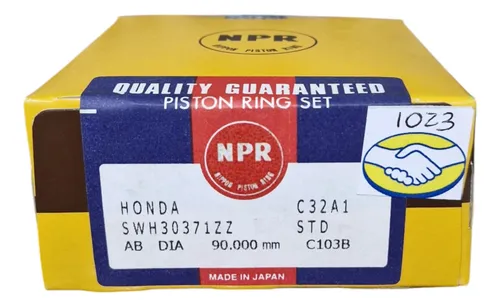 NPR
NIPPON PISTON RING
QUALITY GUARANTEED
PISTON RING SET
1023
NPR
NIPPON PISTON RING
HONDA C32A1
SWH30371ZZ STD
AB DIA 90.000 mm C103B
MADE IN JAPAN